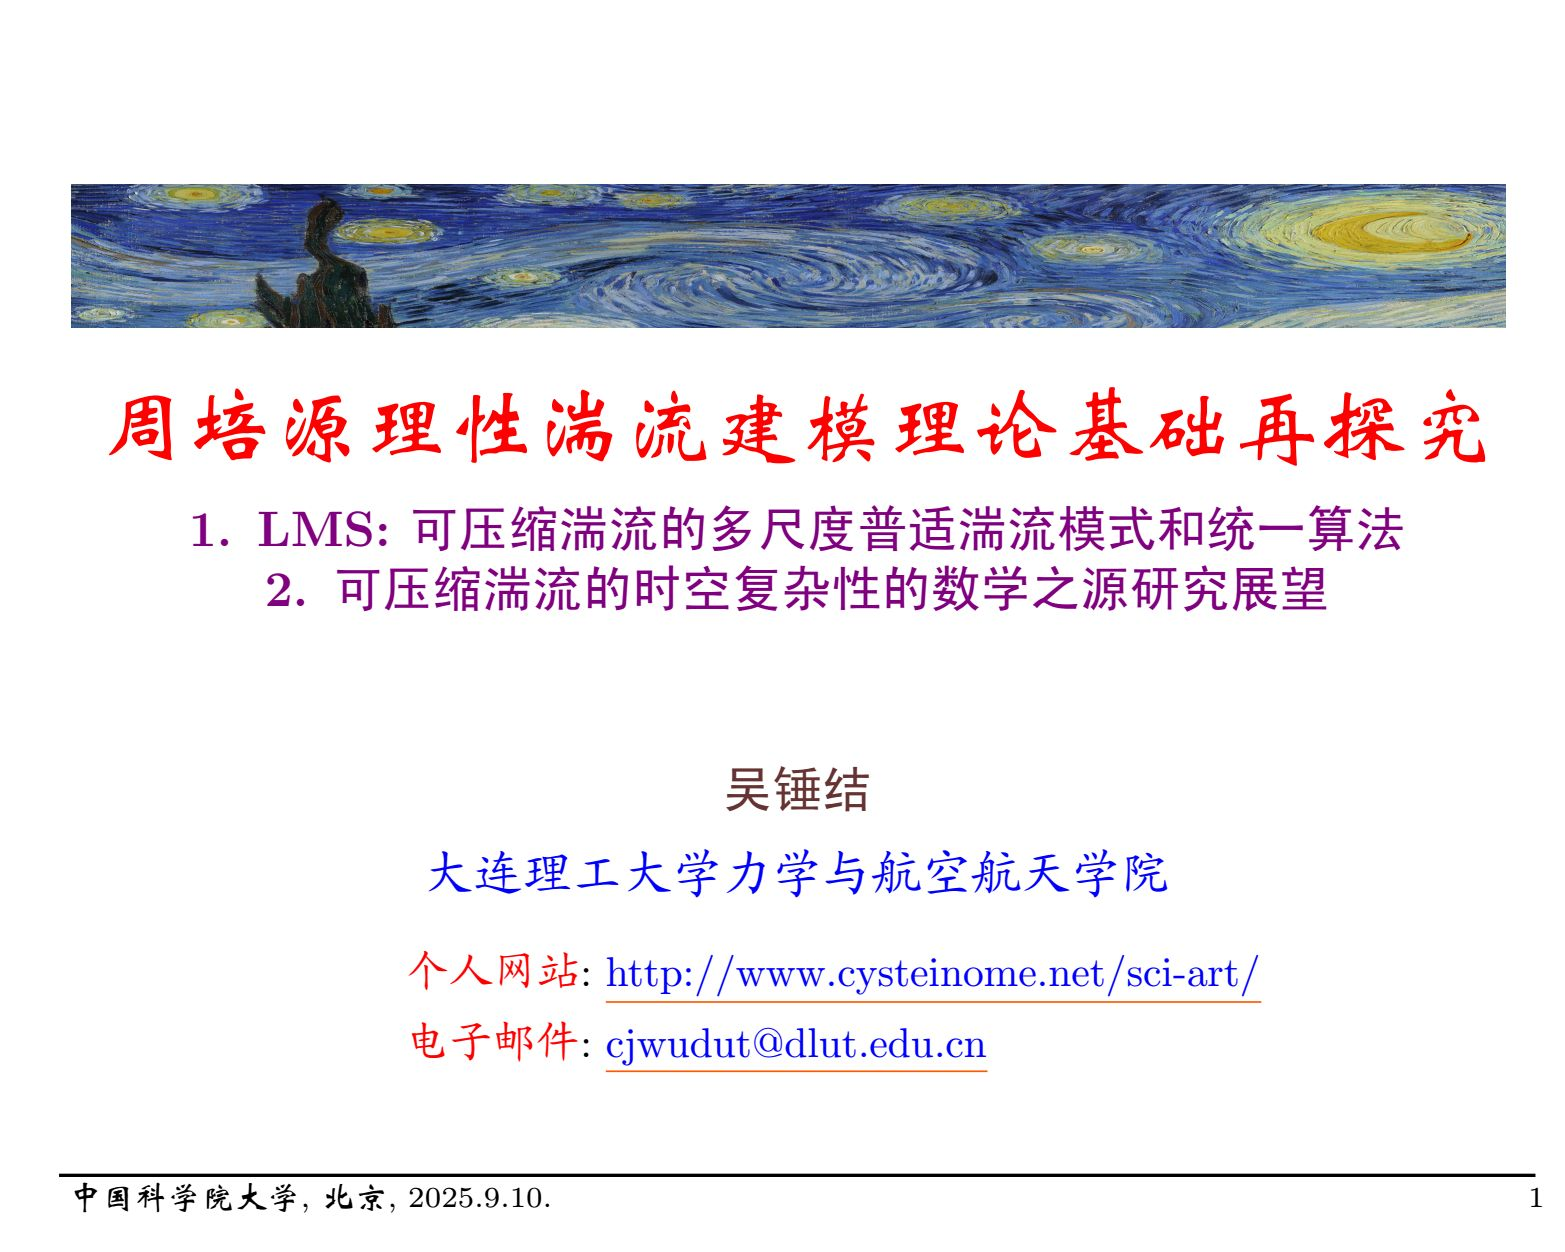 周培源理性湍流建模理论基础再探究
1. LMS: 可压缩湍流的多尺度普适湍流模式和统一算法
2. 可压缩湍流的时空复杂性的数学之源研究展望
吴锤结
大连理工大学力学与航空航天学院
个人网站: http://www.cysteinome.net/sci-art/
电子邮件: cjwudut@dlut.edu.cn
中国科学院大学, 北京, 2025.9.10. 1